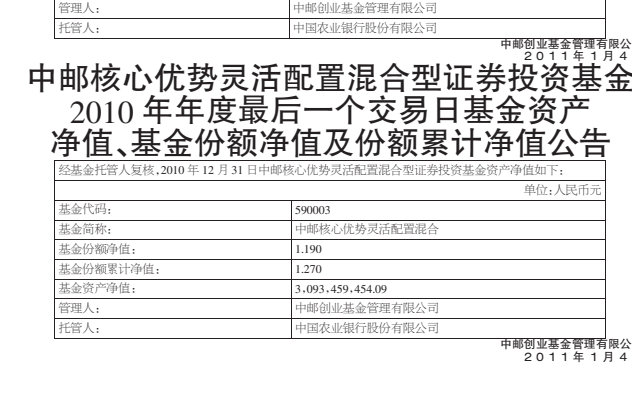 管理人： 中邮创业基金管理有限公司
托管人： 中国农业银行股份有限公司
中邮创业基金管理有限公
2011年1月4
中邮核心优势灵活配置混合型证券投资基金
2010 年年度最后一个交易日基金资产
净值、基金份额净值及份额累计净值公告
经基金托管人复核,2010 年 12 月 31 日中邮核心优势灵活配置混合型证券投资基金资产净值如下：
单位:人民币元
基金代码： 590003
基金简称： 中邮核心优势灵活配置混合
基金份额净值： 1.190
基金份额累计净值： 1.270
基金资产净值： 3,093,459,454.09
管理人： 中邮创业基金管理有限公司
托管人： 中国农业银行股份有限公司
中邮创业基金管理有限公
2011年1月4